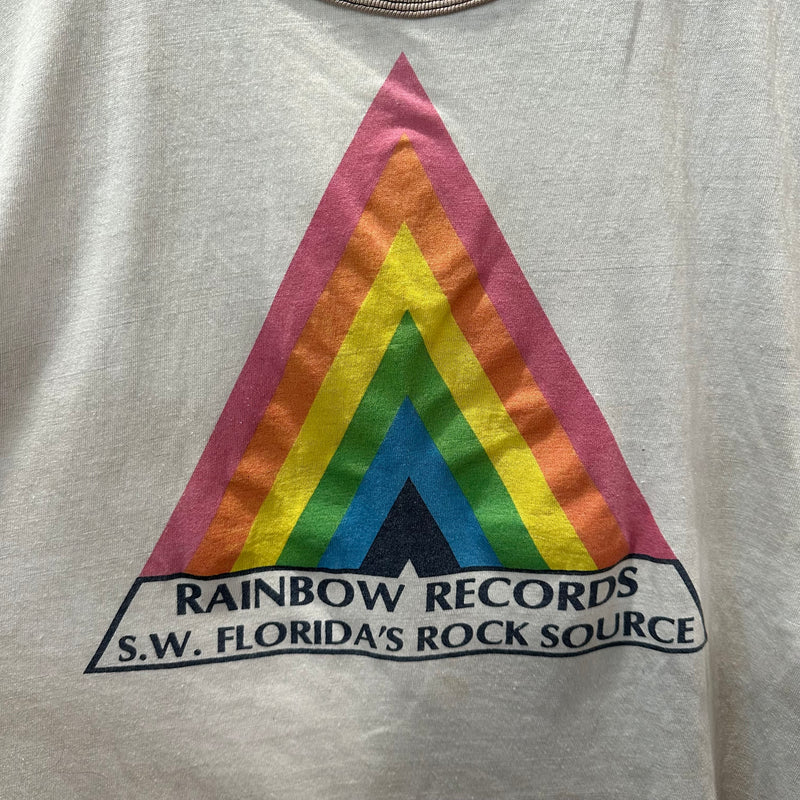 RAINBOW RECORDS
S.W. FLORIDA'S ROCK SOURCE